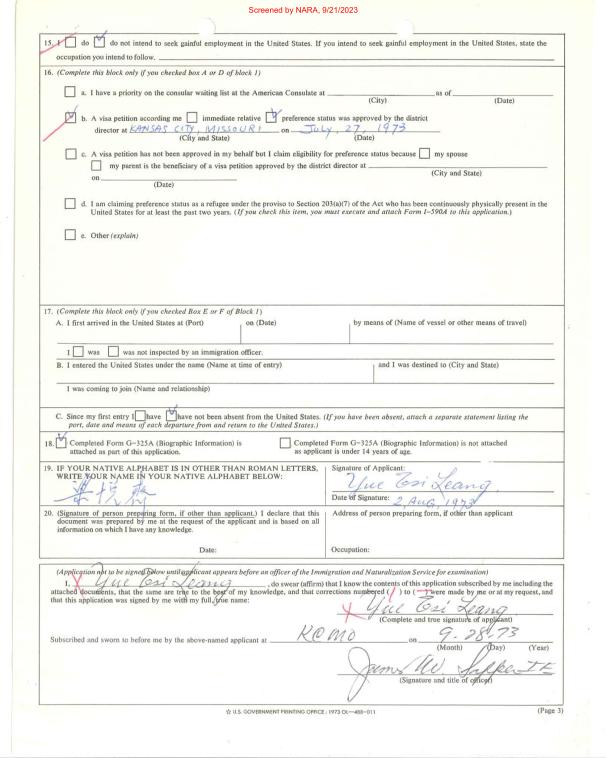 Screened by NARA, 9/21/2023
15. I do do not intend to seek gainful employment in the United States. If you intend to seek gainful employment in the United States, state the
occupation you intend to follow.
16. (Complete this block only if you checked box A or D of block 1)
a. I have a priority on the consular waiting list at the American Consulate at as of
(City) (Date)
b. A visa petition according me immediate relative preference status was approved by the district
director at KANSAS CITY, MISSOURI on July, 27, 1973
(City and State) (Date)
c. A visa petition has not been approved in my behalf but I claim eligibility for preference status because my spouse
my parent is the beneficiary of a visa petition approved by the district director at
(City and State)
on
(Date)
d. I am claiming preference status as a refugee under the proviso to Section 203(a)(7) of the Act who has been continuously physically present in the
United States for at least the past two years. (If you check this item, you must execute and attach Form I-590A to this application.)
e. Other (explain)
17. (Complete this block only if you checked Box E or F of Block 1)
A. I first arrived in the United States at (Port) on (Date) by means of (Name of vessel or other means of travel)
I was was not inspected by an immigration officer.
B. I entered the United States under the name (Name at time of entry) and I was destined to (City and State)
I was coming to join (Name and relationship)
C. Since my first entry I have have not been absent from the United States. (If you have been absent, attach a separate statement listing the
port, date and means of each departure from and return to the United States.)
18. Completed Form G-325A (Biographic Information) is Completed Form G-325A (Biographic Information) is not attached
attached as part of this application. as applicant is under 14 years of age.
19. IF YOUR NATIVE ALPHABET IS IN OTHER THAN ROMAN LETTERS,
WRITE YOUR NAME IN YOUR NATIVE ALPHABET BELOW:
梁悅
Signature of Applicant:
Yue Tsi Leang
Date of Signature: 2, Aug, 1973
20. (Signature of person preparing form, if other than applicant.) I declare that this
document was prepared by me at the request of the applicant and is based on all
information on which I have any knowledge.
Date:
Address of person preparing form, if other than applicant
Occupation:
(Application not to be signed below until applicant appears before an officer of the Immigration and Naturalization Service for examination)
I, Yue Tsi Leang, do swear (affirm) that I know the contents of this application subscribed by me including the
attached documents, that the same are true to the best of my knowledge, and that corrections numbered ( ) to ( ) were made by me or at my request, and
that this application was signed by me with my full, true name:
X Yue Tsi Leang
(Complete and true signature of applicant)
Subscribed and sworn to before me by the above-named applicant at KCMO on 9-28-73
(Month) (Day) (Year)
James W.
(Signature and title of officer)
☆ U.S. GOVERNMENT PRINTING OFFICE : 1973 OL-488-011 (Page 3)